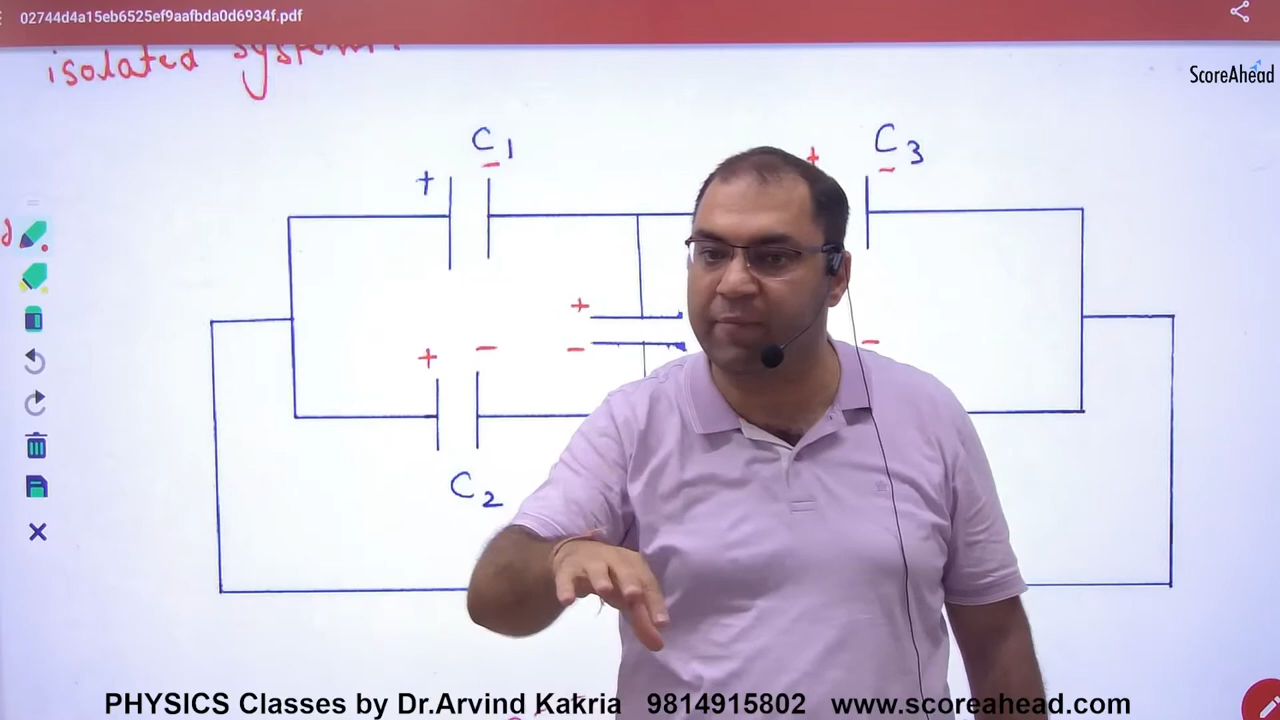 02744d4a15eb6525ef9aafbda0d6934f.pdf
isolated system.
ScoreAhead
C1
C3
+
-
+
-
+
-
+
-
-
C2
PHYSICS Classes by Dr.Arvind Kakria 9814915802 www.scoreahead.com